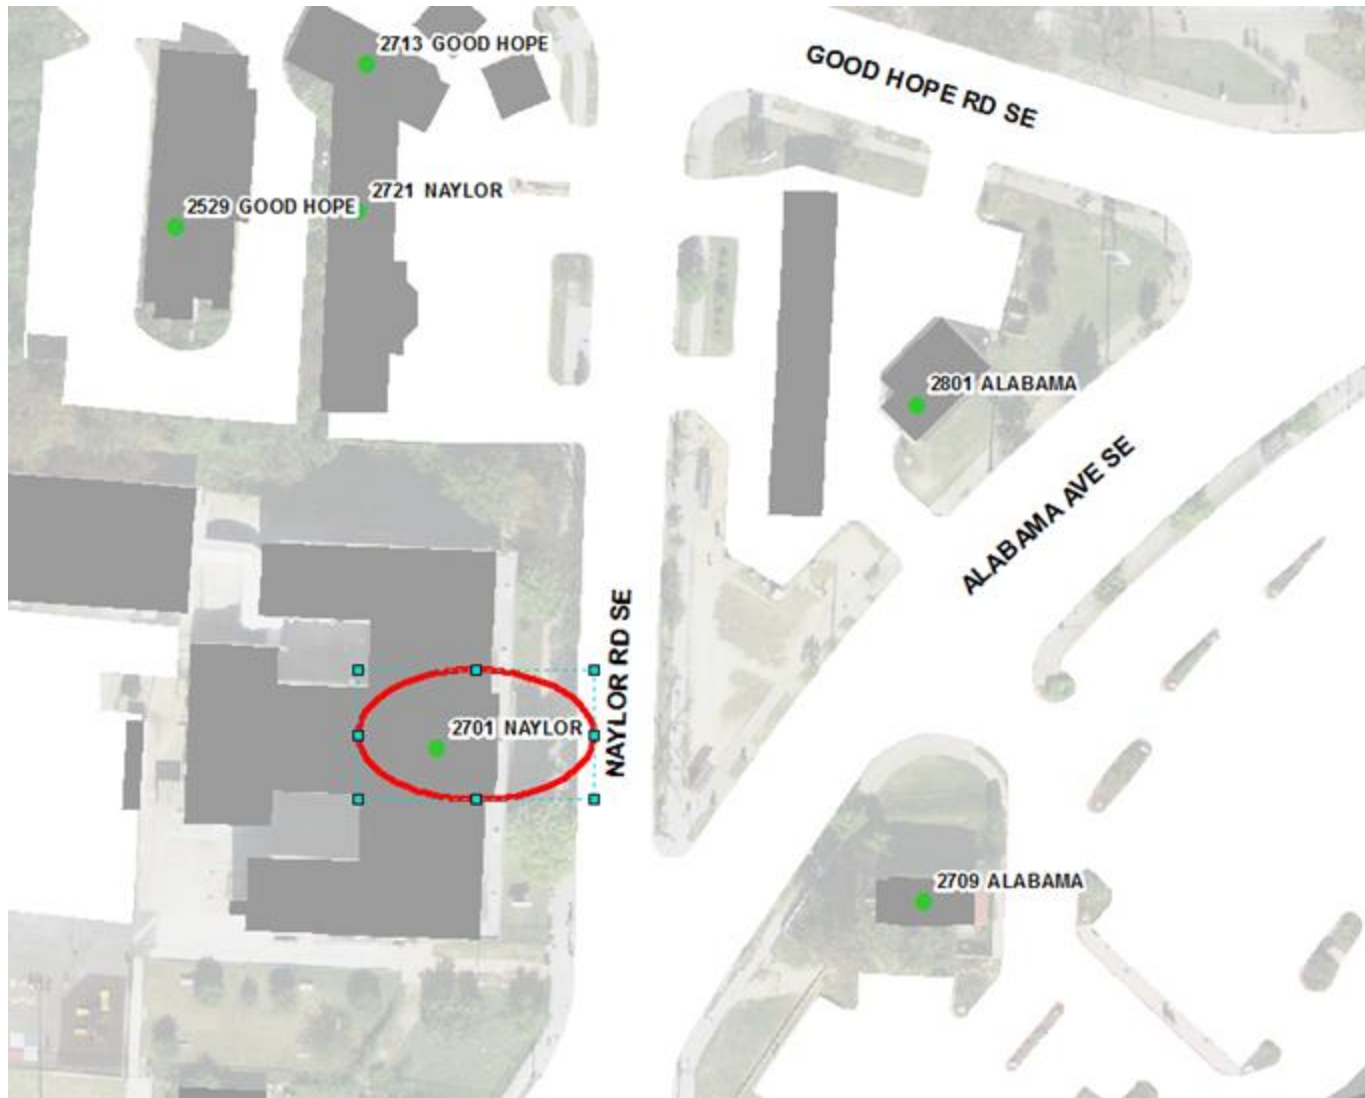 2713 GOOD HOPE
GOOD HOPE RD SE
2721 NAYLOR
2529 GOOD HOPE
2801 ALABAMA
ALABAMA AVE SE
NAYLOR RD SE
2701 NAYLOR
2709 ALABAMA